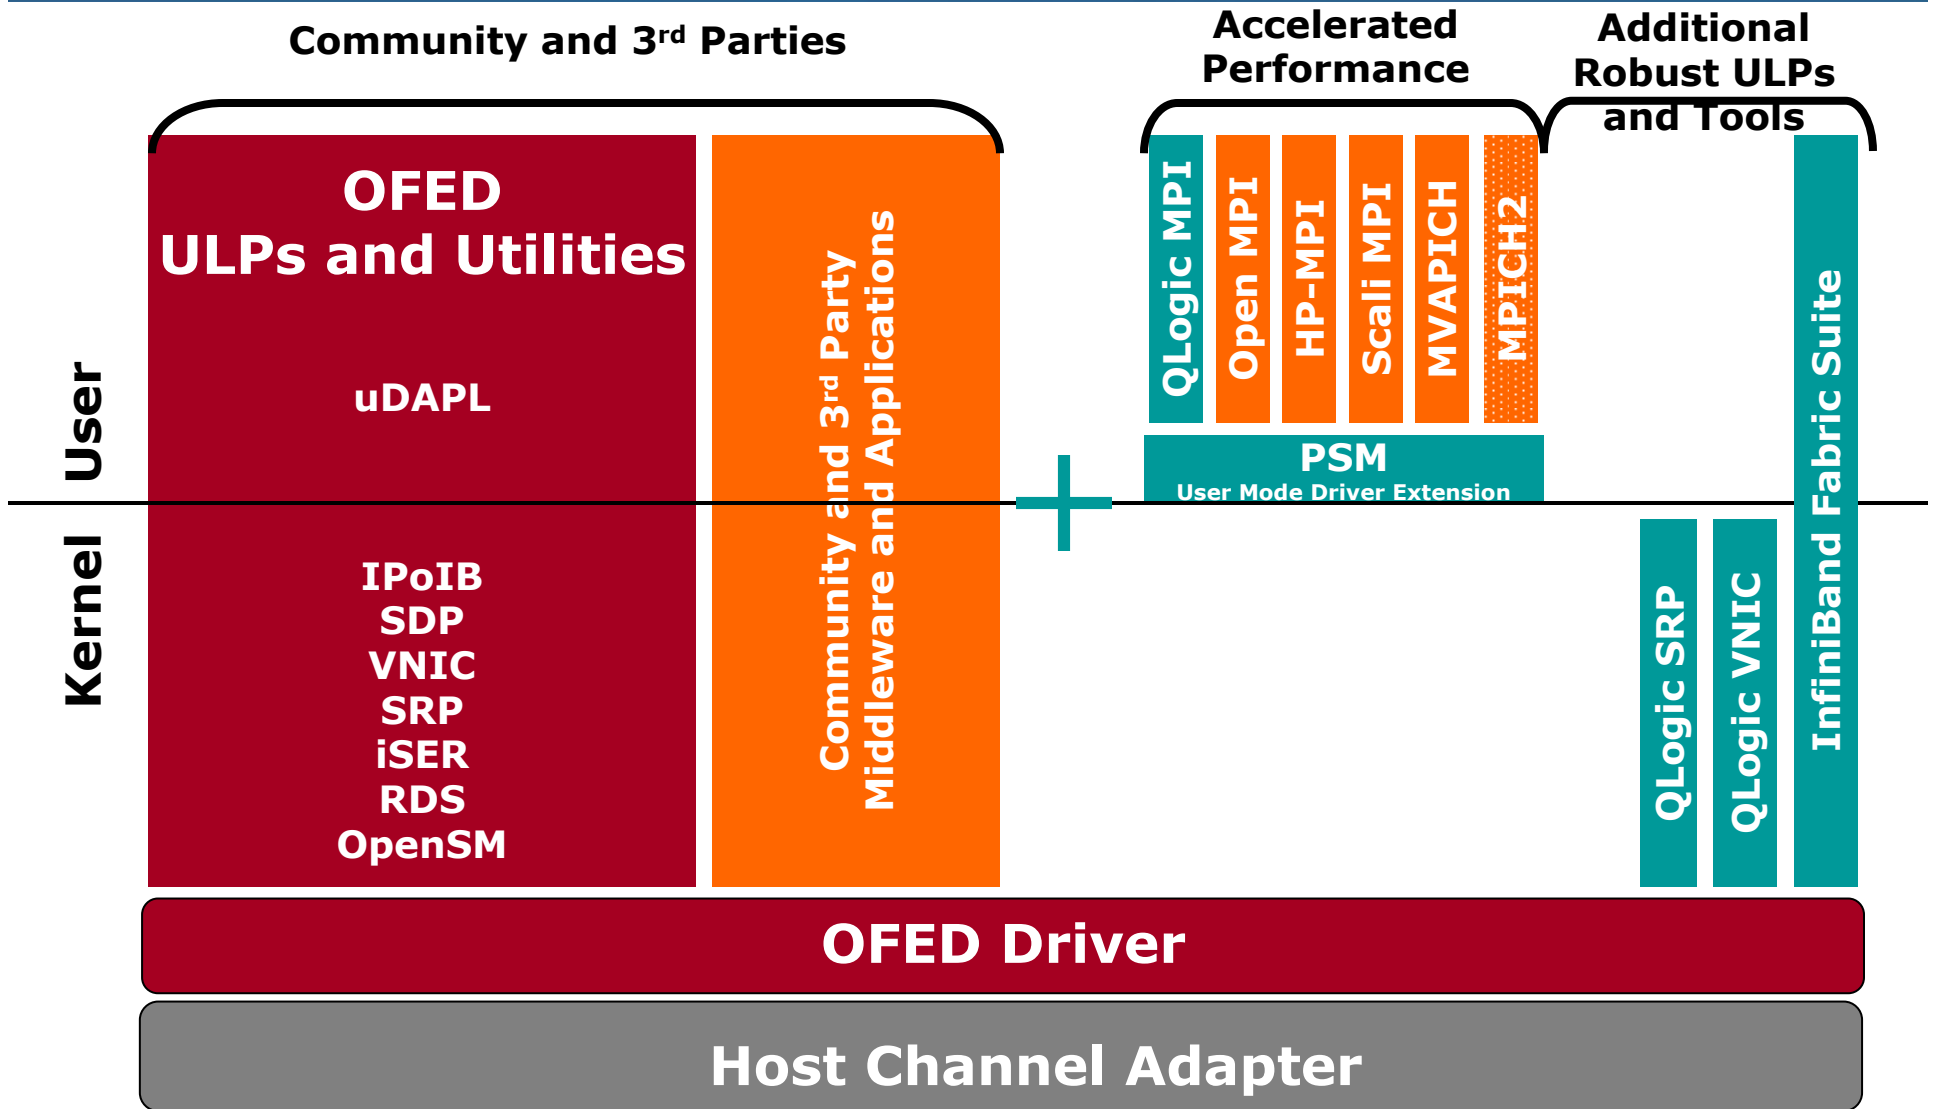 Community and 3rd Parties
Accelerated
Performance
Additional
Robust ULPs
and Tools
OFED
ULPs and Utilities
uDAPL
IPoIB
SDP
VNIC
SRP
iSER
RDS
OpenSM
Community and 3rd Party
Middleware and Applications
QLogic MPI
Open MPI
HP-MPI
Scali MPI
MVAPICH
MPICH2
PSM
User Mode Driver Extension
QLogic SRP
QLogic VNIC
InfiniBand Fabric Suite
User
Kernel
OFED Driver
Host Channel Adapter